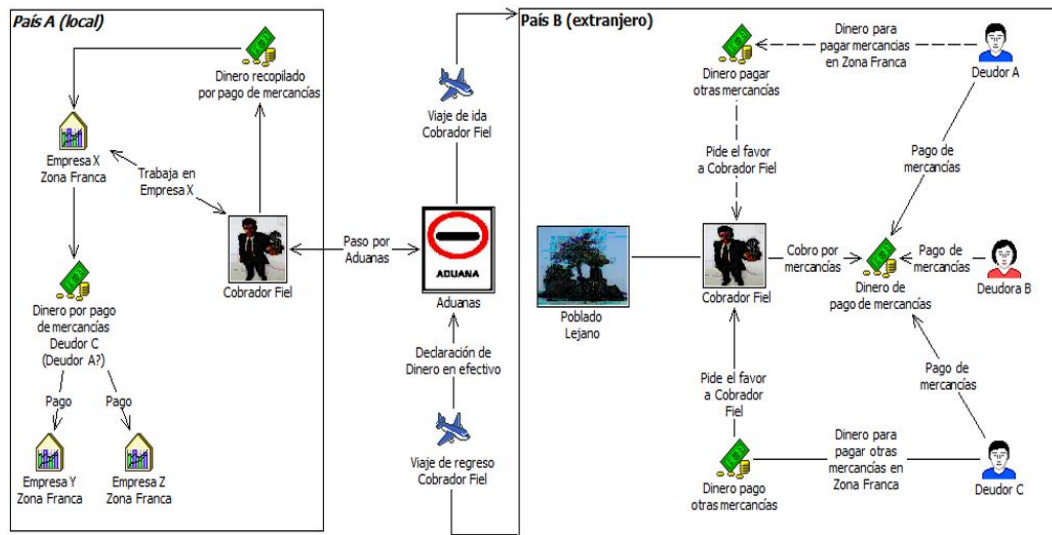 País A (local)
Dinero recopilado
por pago de mercancías
Empresa X
Zona Franca
Trabaja en
Empresa X
Cobrador Fiel
Dinero por pago
de mercancías
Deudor C
(Deudor A?)
Pago
Pago
Empresa Y
Zona Franca
Empresa Z
Zona Franca
Viaje de ida
Cobrador Fiel
Paso por
Aduanas
ADUANA
Aduanas
Declaración de
Dinero en efectivo
Viaje de regreso
Cobrador Fiel
País B (extranjero)
Dinero para
pagar mercancias
en Zona Franca
Deudor A
Dinero pagar
otras mercancías
Pide el favor
a Cobrador Fiel
Pago de
mercancías
Poblado
Lejano
Cobrador Fiel
Cobro por
mercancías
Dinero de
pago de mercancías
Pago de
mercancías
Deudora B
Pide el favor
a Cobrador
Fiel
Pago de
mercancías
Dinero pago
otras mercancías
Dinero para
pagar otras
mercancías en
Zona Franca
Deudor C